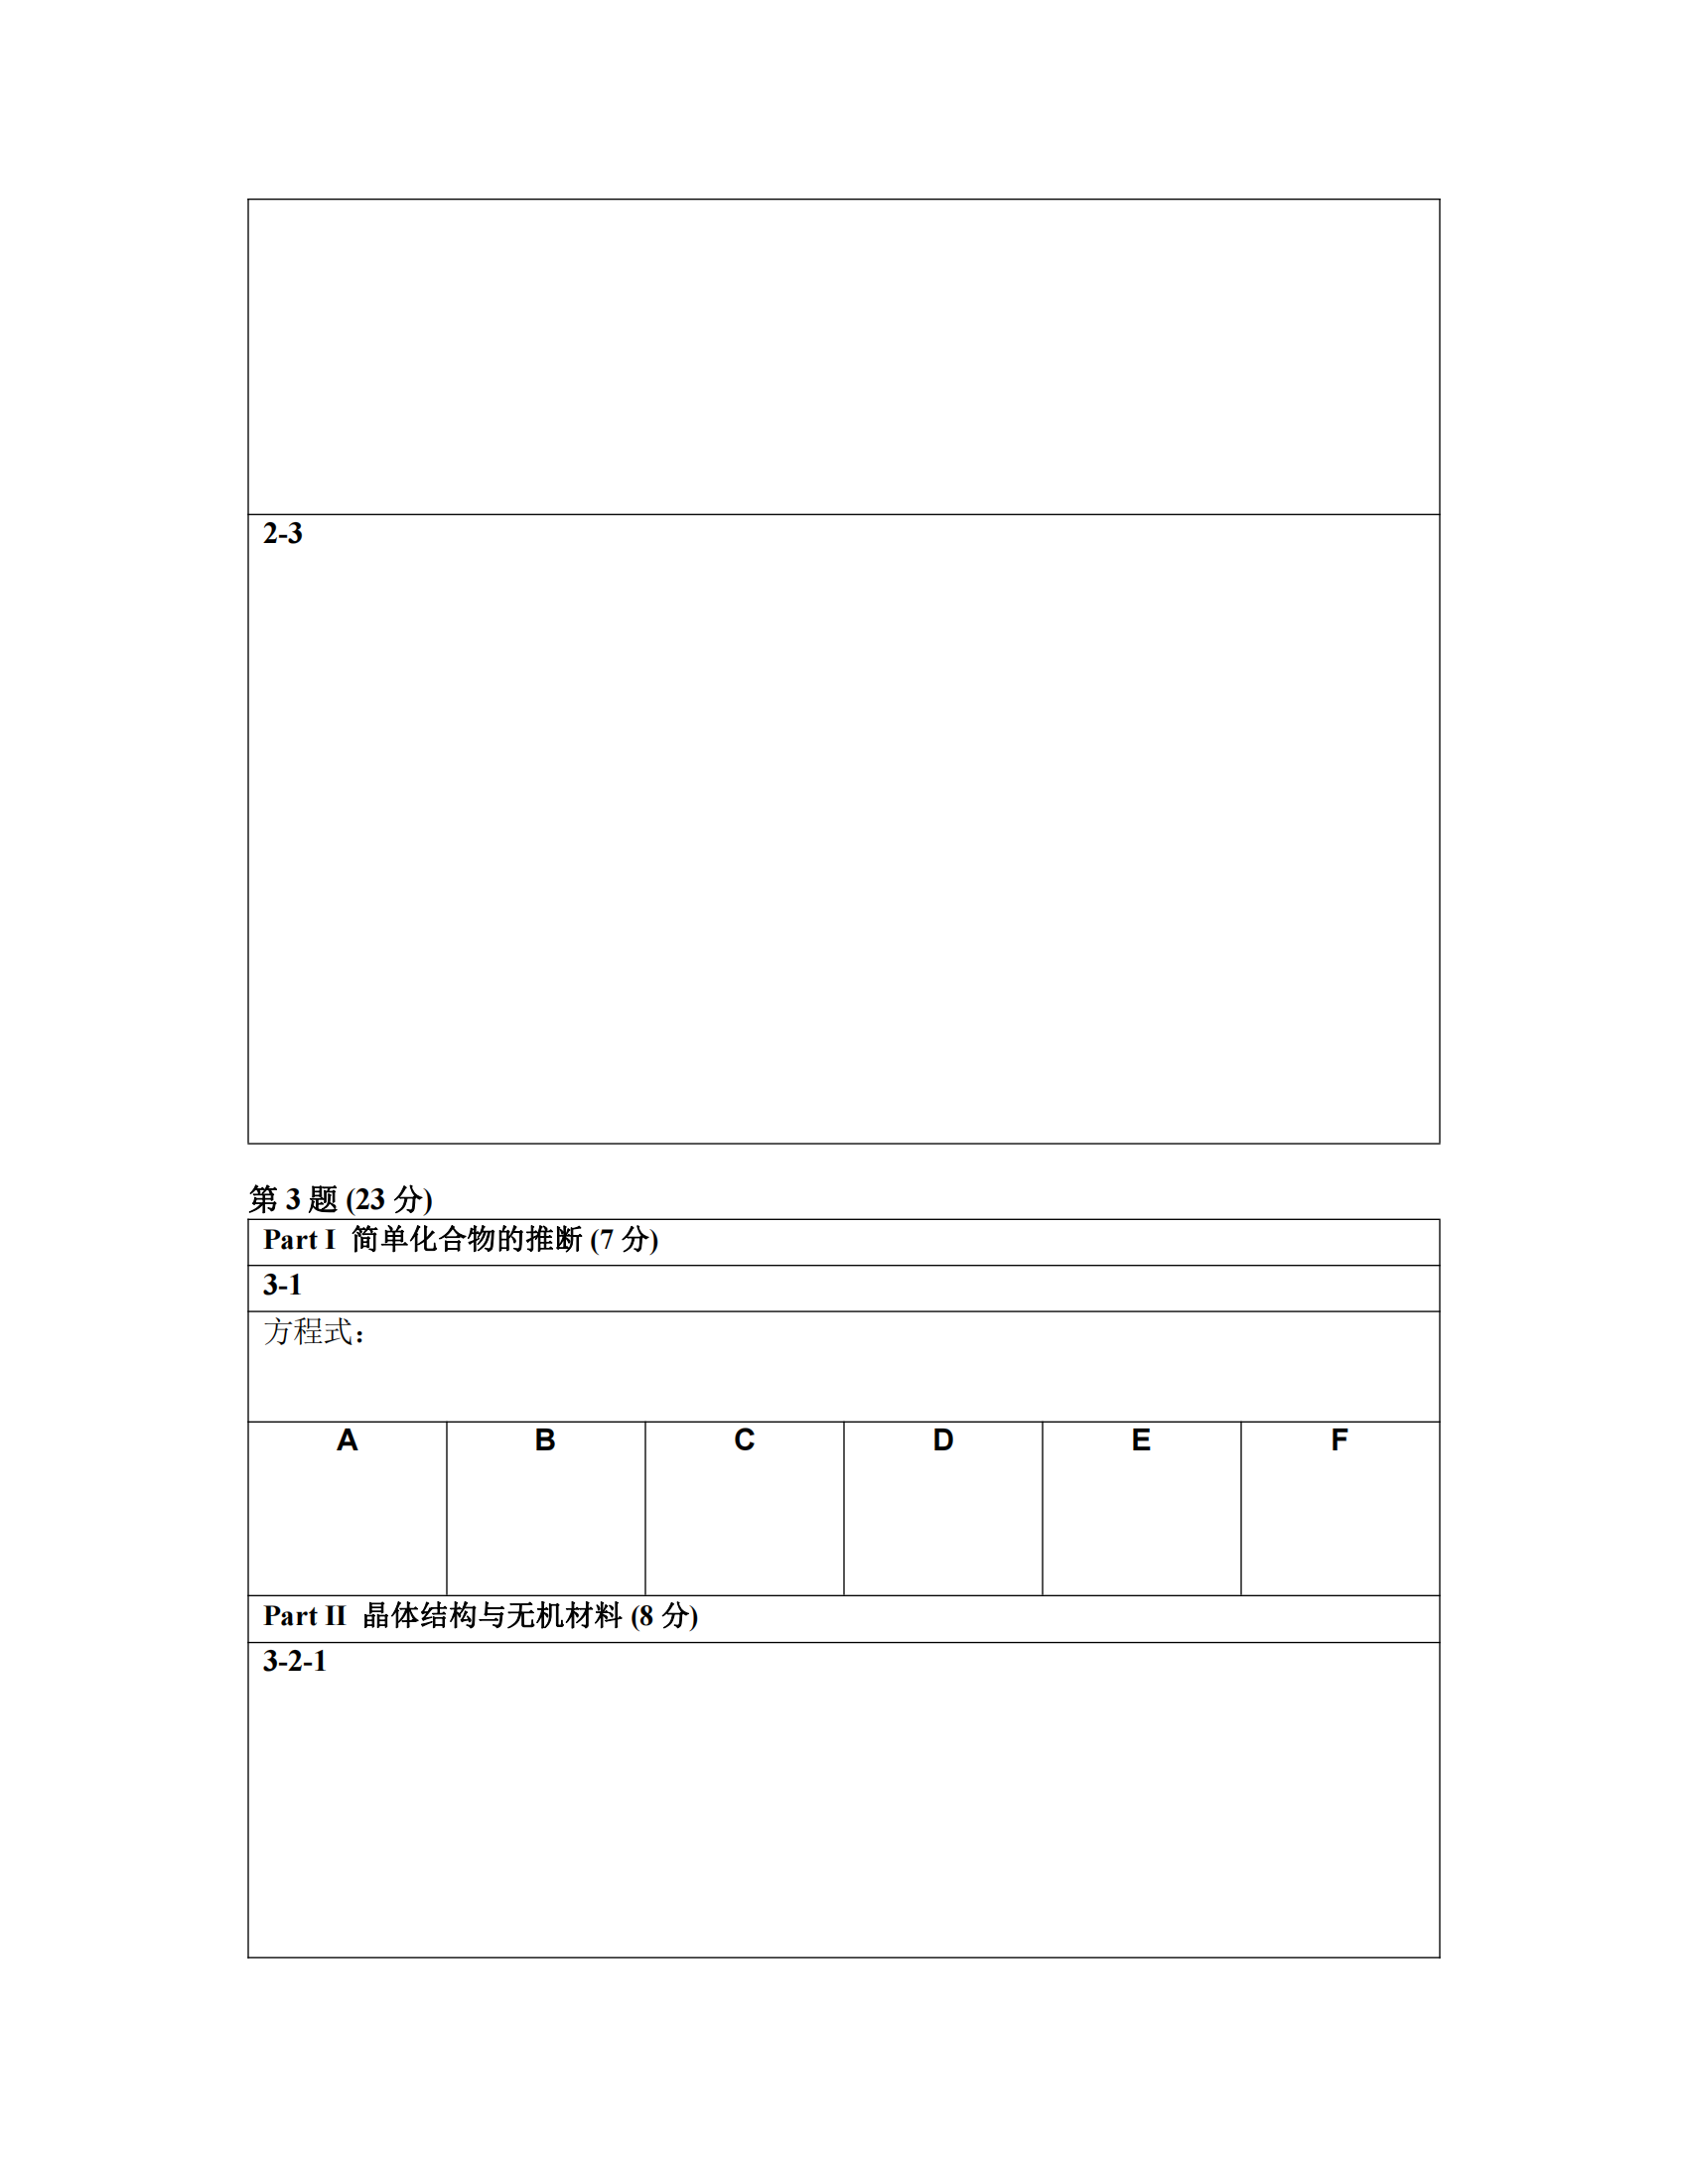 2-3
第 3 题 (23 分)
Part I 简单化合物的推断 (7 分)
3-1
方程式：
A B C D E F
Part II 晶体结构与无机材料 (8 分)
3-2-1